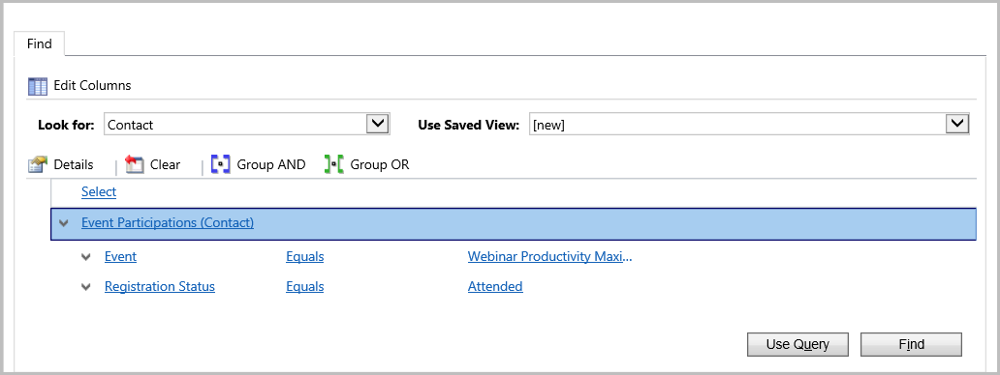 Find
Edit Columns
Look for: Contact Use Saved View: [new]
Details Clear Group AND Group OR
Select
Event Participations (Contact)
Event Equals Webinar Productivity Maxi...
Registration Status Equals Attended
Use Query Find